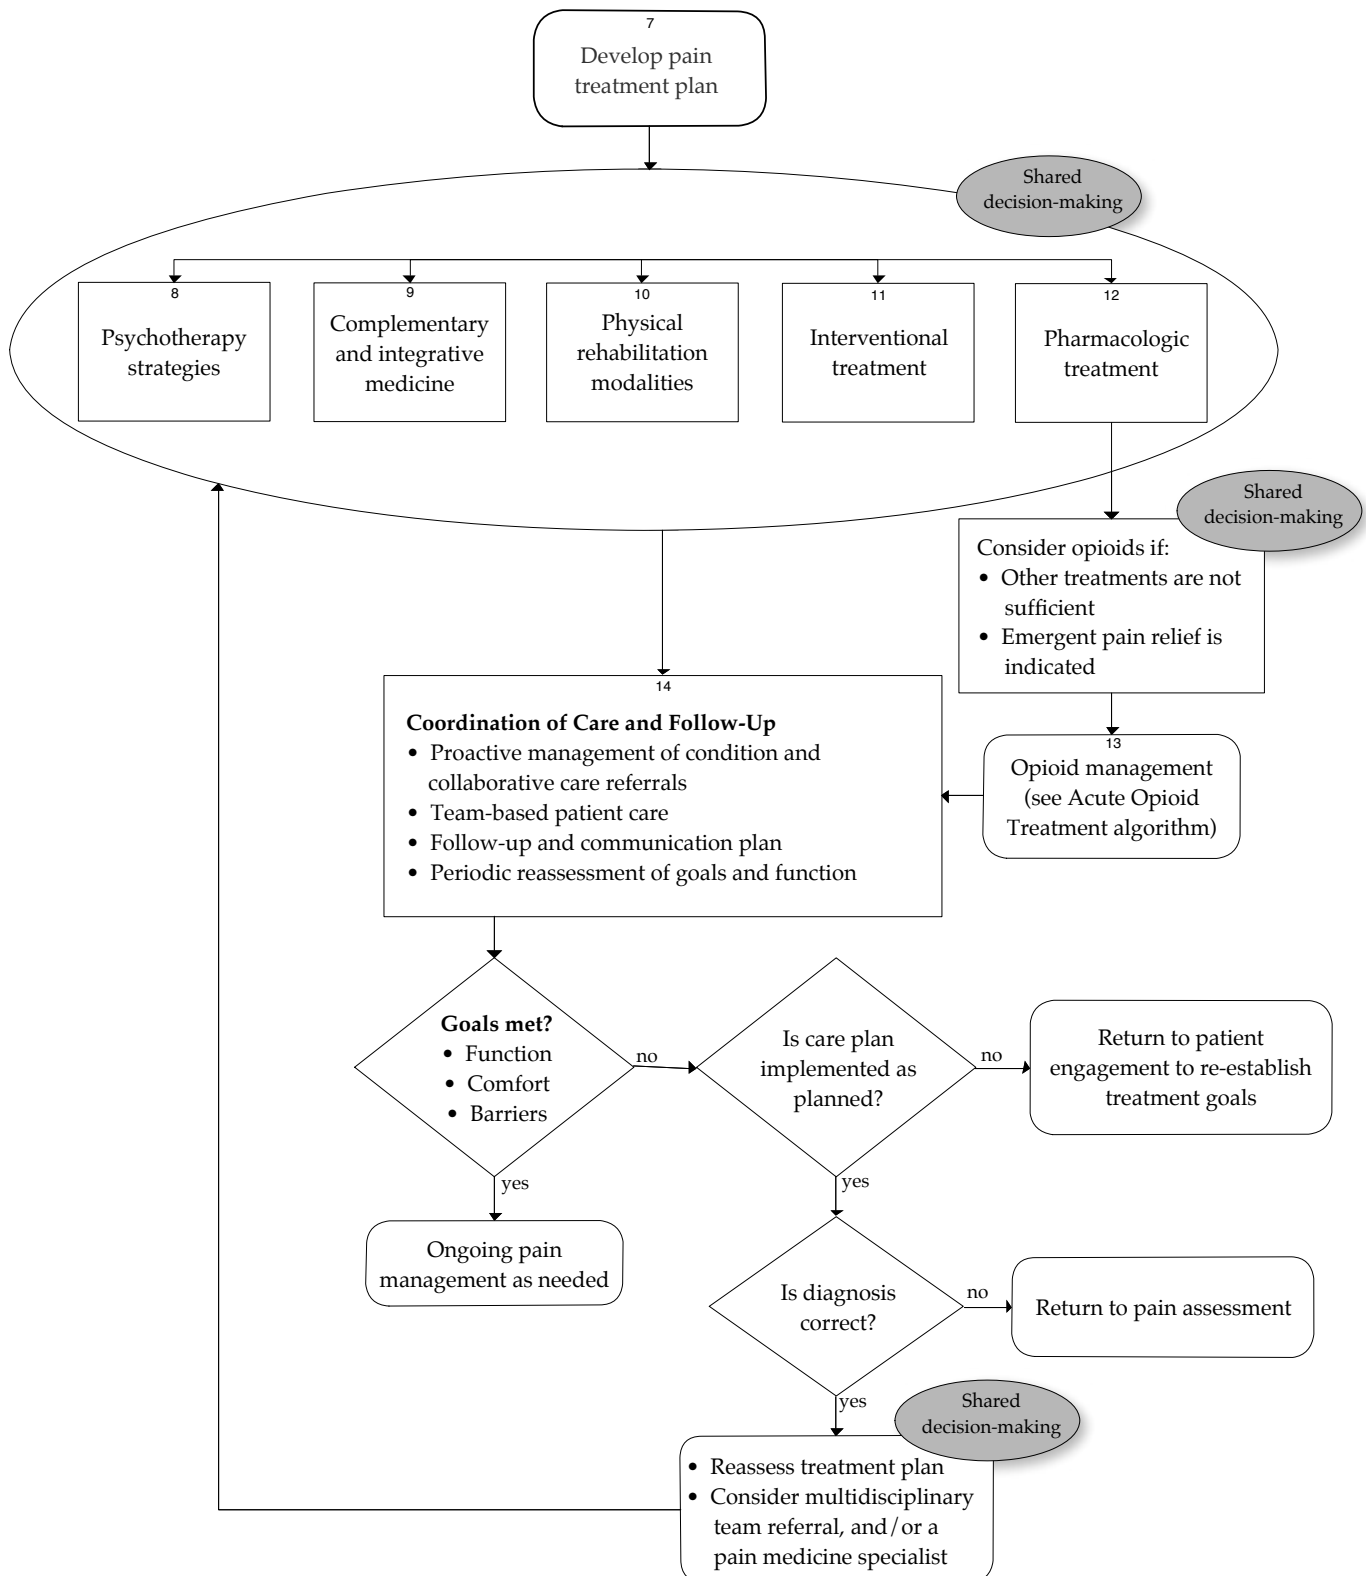 7
Develop pain
treatment plan
Shared
decision-making
8
Psychotherapy
strategies
9
Complementary
and integrative
medicine
10
Physical
rehabilitation
modalities
11
Interventional
treatment
12
Pharmacologic
treatment
Shared
decision-making
Consider opioids if:
• Other treatments are not
sufficient
• Emergent pain relief is
indicated
13
Opioid management
(see Acute Opioid
Treatment algorithm)
14
Coordination of Care and Follow-Up
• Proactive management of condition and
collaborative care referrals
• Team-based patient care
• Follow-up and communication plan
• Periodic reassessment of goals and function
Goals met?
• Function
• Comfort
• Barriers
no
Is care plan
implemented as
planned?
no
Return to patient
engagement to re-establish
treatment goals
yes
Ongoing pain
management as needed
yes
Is diagnosis
correct?
no
Return to pain assessment
yes
Shared
decision-making
• Reassess treatment plan
• Consider multidisciplinary
team referral, and/or a
pain medicine specialist